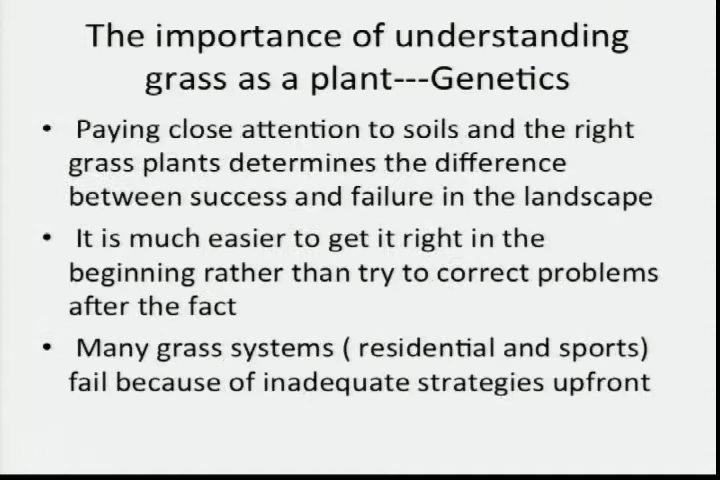 The importance of understanding
grass as a plant---Genetics
• Paying close attention to soils and the right
grass plants determines the difference
between success and failure in the landscape
• It is much easier to get it right in the
beginning rather than try to correct problems
after the fact
• Many grass systems ( residential and sports)
fail because of inadequate strategies upfront